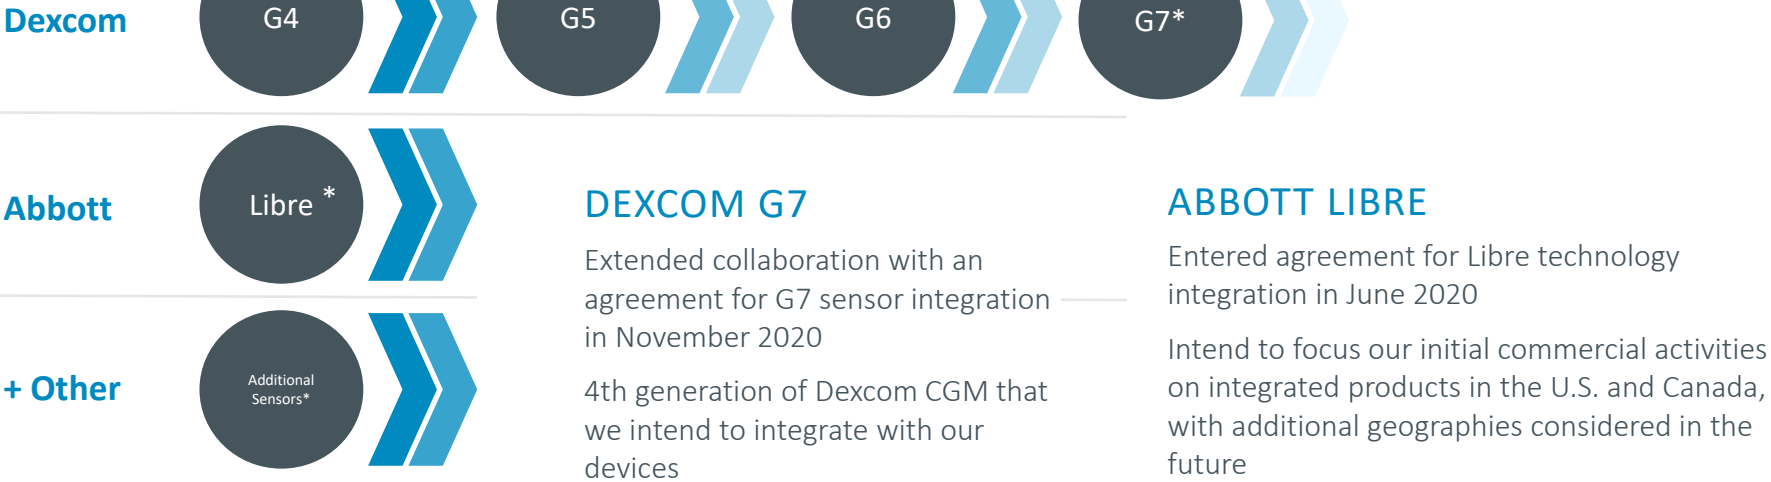 Dexcom
G4
G5
G6
G7*
Abbott
Libre *
+ Other
Additional
Sensors*
DEXCOM G7
Extended collaboration with an
agreement for G7 sensor integration
in November 2020
4th generation of Dexcom CGM that
we intend to integrate with our
devices
ABBOTT LIBRE
Entered agreement for Libre technology
integration in June 2020
Intend to focus our initial commercial activities
on integrated products in the U.S. and Canada,
with additional geographies considered in the
future